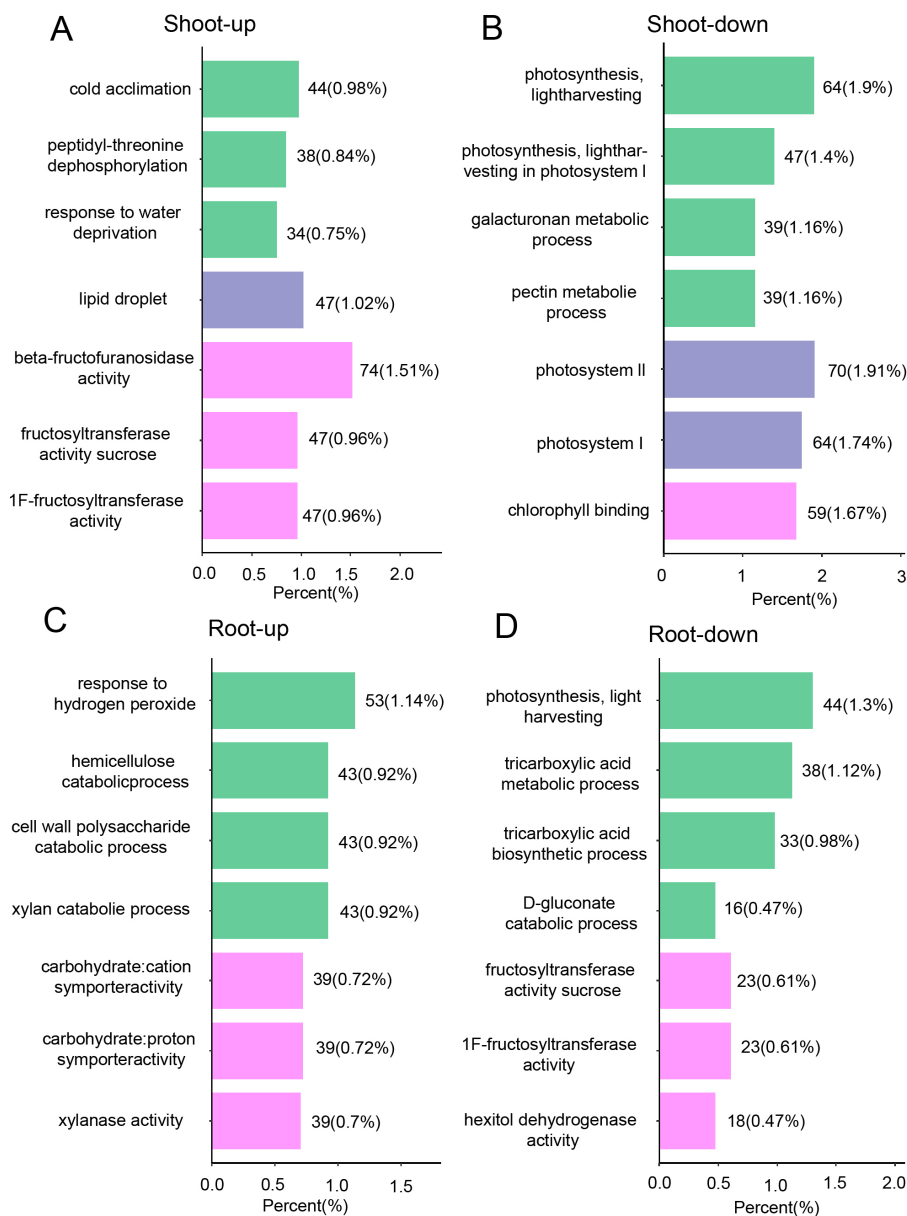 A
Shoot-up
cold acclimation
44(0.98%)
peptidyl-threonine
dephosphorylation
38(0.84%)
response to water
deprivation
34(0.75%)
lipid droplet
47(1.02%)
beta-fructofuranosidase
activity
74(1.51%)
fructosyltransferase
activity sucrose
47(0.96%)
1F-fructosyltransferase
activity
47(0.96%)
0.0 0.5 1.0 1.5 2.0
Percent(%)
B
Shoot-down
photosynthesis,
lightharvesting
64(1.9%)
photosynthesis, lighthar-
vesting in photosystem I
47(1.4%)
galacturonan metabolic
process
39(1.16%)
pectin metabolie
process
39(1.16%)
photosystem II
70(1.91%)
photosystem I
64(1.74%)
chlorophyll binding
59(1.67%)
0 1 2 3
Percent(%)
C
Root-up
response to
hydrogen peroxide
53(1.14%)
hemicellulose
catabolicprocess
43(0.92%)
cell wall polysaccharide
catabolic process
43(0.92%)
xylan catabolie process
43(0.92%)
carbohydrate:cation
symporteractivity
39(0.72%)
carbohydrate:proton
symporteractivity
39(0.72%)
xylanase activity
39(0.7%)
0.0 0.5 1.0 1.5
Percent(%)
D
Root-down
photosynthesis, light
harvesting
44(1.3%)
tricarboxylic acid
metabolic process
38(1.12%)
tricarboxylic acid
biosynthetic process
33(0.98%)
D-gluconate
catabolic process
16(0.47%)
fructosyltransferase
activity sucrose
23(0.61%)
1F-fructosyltransferase
activity
23(0.61%)
hexitol dehydrogenase
activity
18(0.47%)
0.0 0.5 1.0 1.5 2.0
Percent(%)